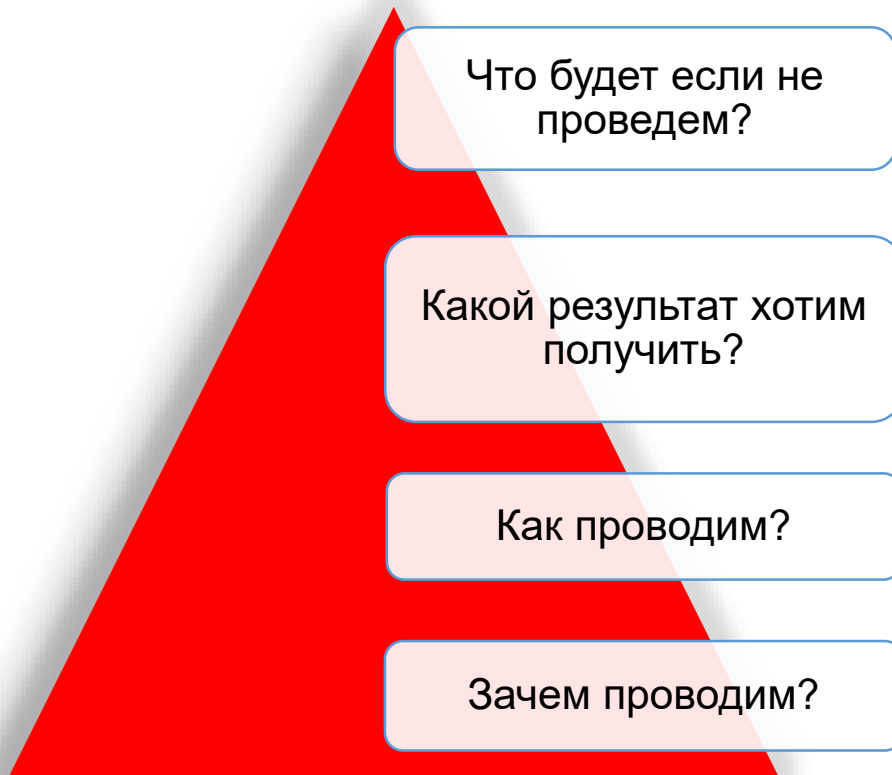 Что будет если не
проведем?
Какой результат хотим
получить?
Как проводим?
Зачем проводим?